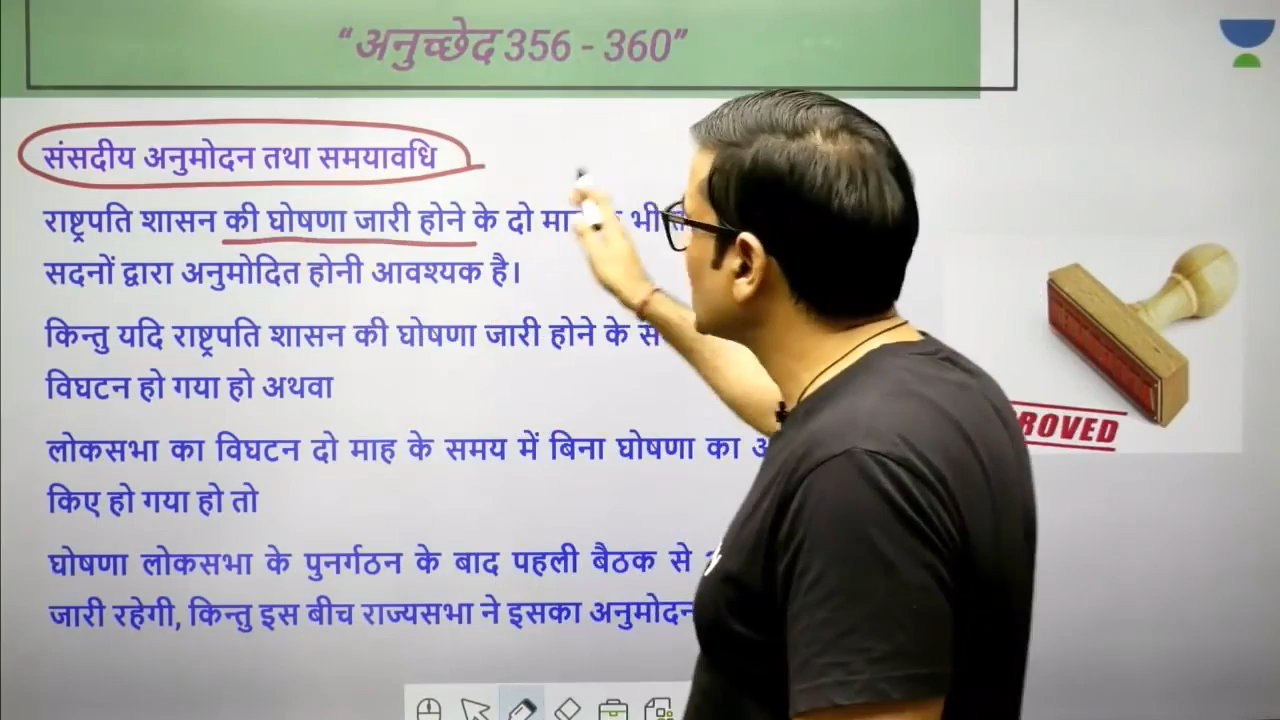 “अनुच्छेद 356 - 360”
संसदीय अनुमोदन तथा समयावधि
राष्ट्रपति शासन की घोषणा जारी होने के दो भी
सदनों द्वारा अनुमोदित होनी आवश्यक है।
किन्तु यदि राष्ट्रपति शासन की घोषणा जारी होने के
विघटन हो गया हो अथवा
लोकसभा का विघटन दो माह के समय में बिना घोषणा का
किए हो गया हो तो
घोषणा लोकसभा के पुनर्गठन के बाद पहली बैठक से
जारी रहेगी, किन्तु इस बीच राज्यसभा ने इसका अनुमोदन
ROVED